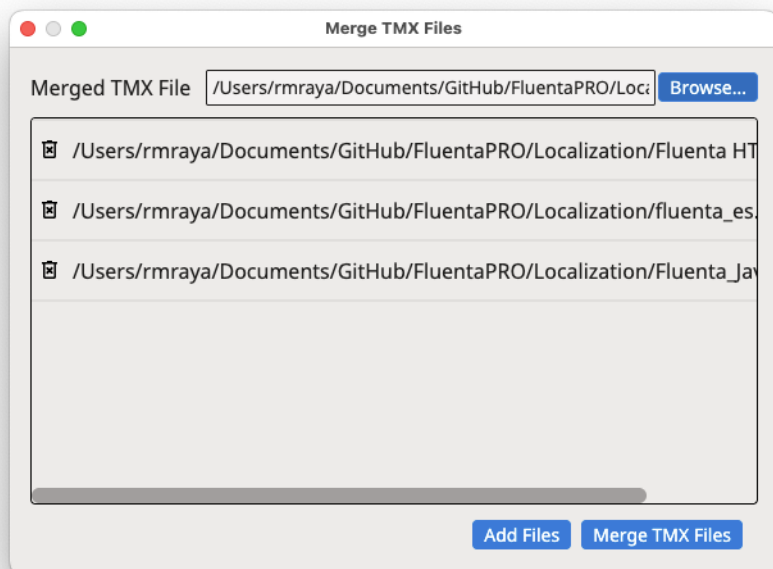 Merge TMX Files
Merged TMX File /Users/rmraya/Documents/GitHub/FluentaPRO/Loca Browse...
/Users/rmraya/Documents/GitHub/FluentaPRO/Localization/Fluenta HT
/Users/rmraya/Documents/GitHub/FluentaPRO/Localization/fluenta_es.
/Users/rmraya/Documents/GitHub/FluentaPRO/Localization/Fluenta_Jav
Add Files Merge TMX Files